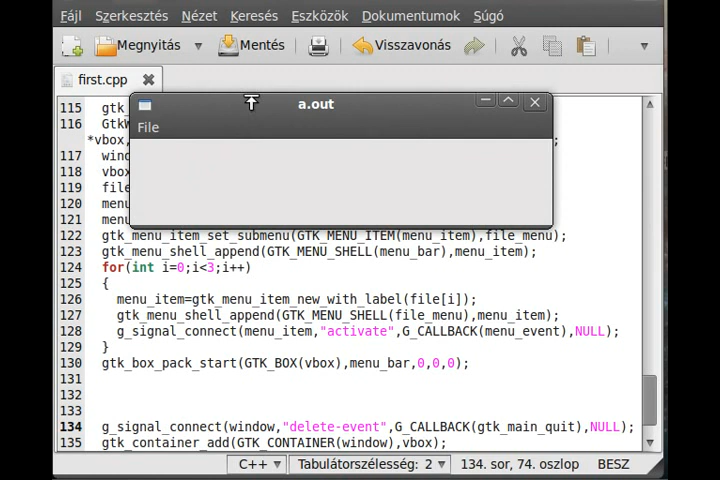 Fájl Szerkesztés Nézet Keresés Eszközök Dokumentumok Súgó
Megnyitás Mentés Visszavonás
first.cpp
a.out
File
115 gtk_
116 GtkW
*vbox, ;
117 wind
118 vbox
119 file
120 menu
121 menu
122 gtk_menu_item_set_submenu(GTK_MENU_ITEM(menu_item),file_menu);
123 gtk_menu_shell_append(GTK_MENU_SHELL(menu_bar),menu_item);
124 for(int i=0;i<3;i++)
125 {
126 menu_item=gtk_menu_item_new_with_label(file[i]);
127 gtk_menu_shell_append(GTK_MENU_SHELL(file_menu),menu_item);
128 g_signal_connect(menu_item,"activate",G_CALLBACK(menu_event),NULL);
129 }
130 gtk_box_pack_start(GTK_BOX(vbox),menu_bar,0,0,0);
131
132
133
134 g_signal_connect(window,"delete-event",G_CALLBACK(gtk_main_quit),NULL);
135 gtk_container_add(GTK_CONTAINER(window),vbox);
C++ Tabulátorszélesség: 2 134. sor, 74. oszlop BESZ